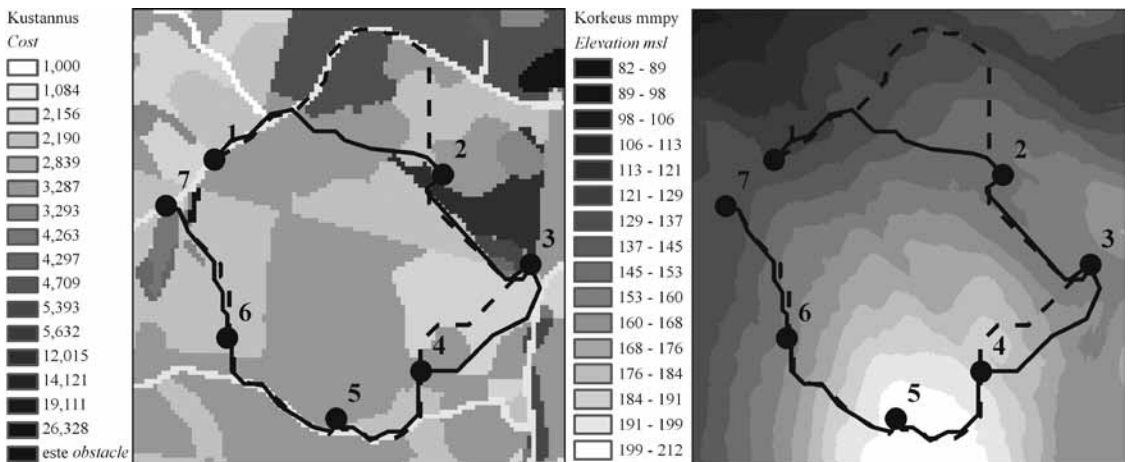 Kustannus
Cost
1,000
1,084
2,156
2,190
2,839
3,287
3,293
4,263
4,297
4,709
5,393
5,632
12,015
14,121
19,111
26,328
este obstacle
1
2
3
4
5
6
7
Korkeus mmpy
Elevation msl
82 - 89
89 - 98
98 - 106
106 - 113
113 - 121
121 - 129
129 - 137
137 - 145
145 - 153
153 - 160
160 - 168
168 - 176
176 - 184
184 - 191
191 - 199
199 - 212
1
2
3
4
5
6
7